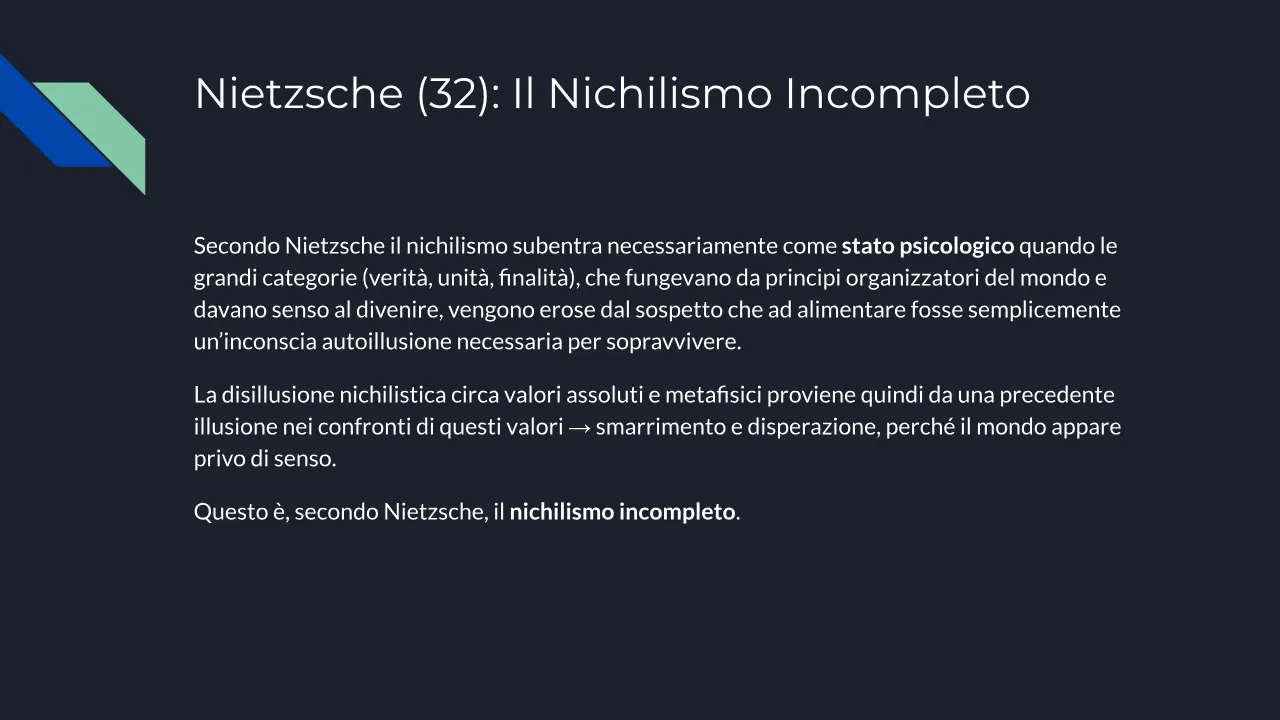 Nietzsche (32): Il Nichilismo Incompleto
Secondo Nietzsche il nichilismo subentra necessariamente come stato psicologico quando le
grandi categorie (verità, unità, finalità), che fungevano da principi organizzatori del mondo e
davano senso al divenire, vengono erose dal sospetto che ad alimentare fosse semplicemente
un’inconscia autoillusione necessaria per sopravvivere.
La disillusione nichilistica circa valori assoluti e metafisici proviene quindi da una precedente
illusione nei confronti di questi valori → smarrimento e disperazione, perché il mondo appare
privo di senso.
Questo è, secondo Nietzsche, il nichilismo incompleto.